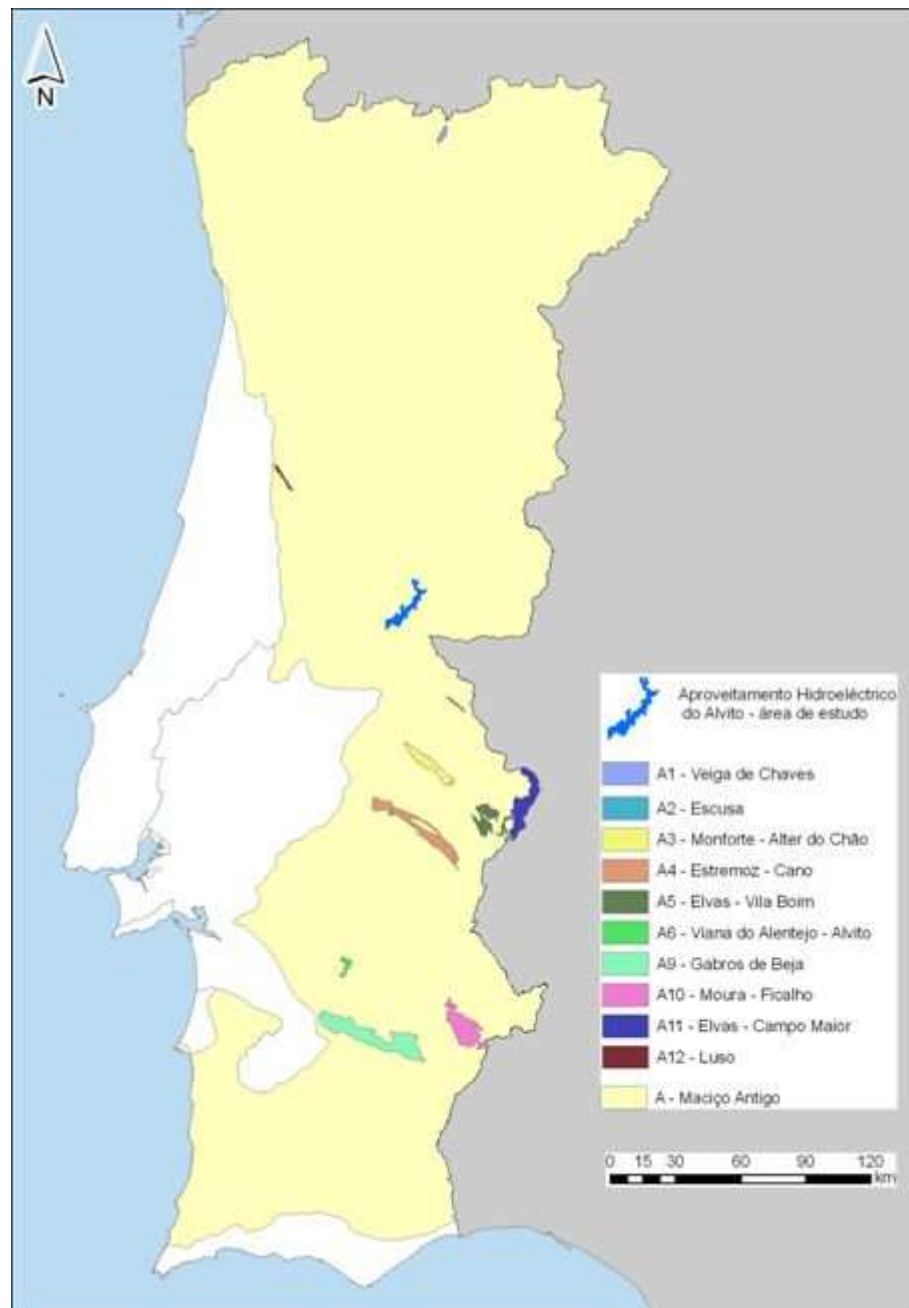 N
Aproveitamento Hidroeléctrico
do Alvito - área de estudo
A1 - Veiga de Chaves
A2 - Escusa
A3 - Monforte - Alter do Chão
A4 - Estremoz - Cano
A5 - Elvas - Vila Boim
A6 - Viana do Alentejo - Alvito
A9 - Gabros de Beja
A10 - Moura - Ficalho
A11 - Elvas - Campo Maior
A12 - Luso
A - Maciço Antigo
0 15 30 60 90 120
km